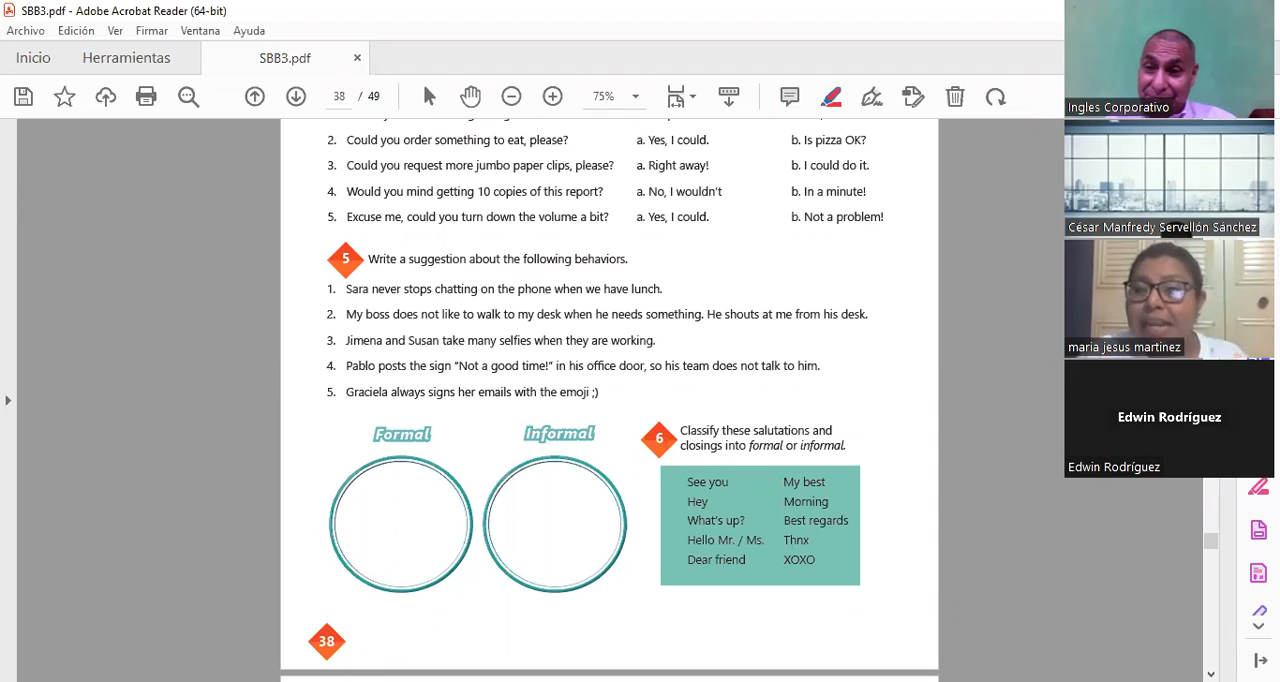 SBB3.pdf - Adobe Acrobat Reader (64-bit)
Archivo Edición Ver Firmar Ventana Ayuda
Inicio Herramientas SBB3.pdf ×
38 / 49 75%
2. Could you order something to eat, please? a. Yes, I could. b. Is pizza OK?
3. Could you request more jumbo paper clips, please? a. Right away! b. I could do it.
4. Would you mind getting 10 copies of this report? a. No, I wouldn't b. In a minute!
5. Excuse me, could you turn down the volume a bit? a. Yes, I could. b. Not a problem!
5 Write a suggestion about the following behaviors.
1. Sara never stops chatting on the phone when we have lunch.
2. My boss does not like to walk to my desk when he needs something. He shouts at me from his desk.
3. Jimena and Susan take many selfies when they are working.
4. Pablo posts the sign “Not a good time!” in his office door, so his team does not talk to him.
5. Graciela always signs her emails with the emoji ;)
Formal Informal
6 Classify these salutations and
closings into formal or informal.
See you My best
Hey Morning
What's up? Best regards
Hello Mr. / Ms. Thnx
Dear friend XOXO
38
Ingles Corporativo
César Manfredy Servellón Sánchez
maria jesus martinez
Edwin Rodríguez
Edwin Rodríguez